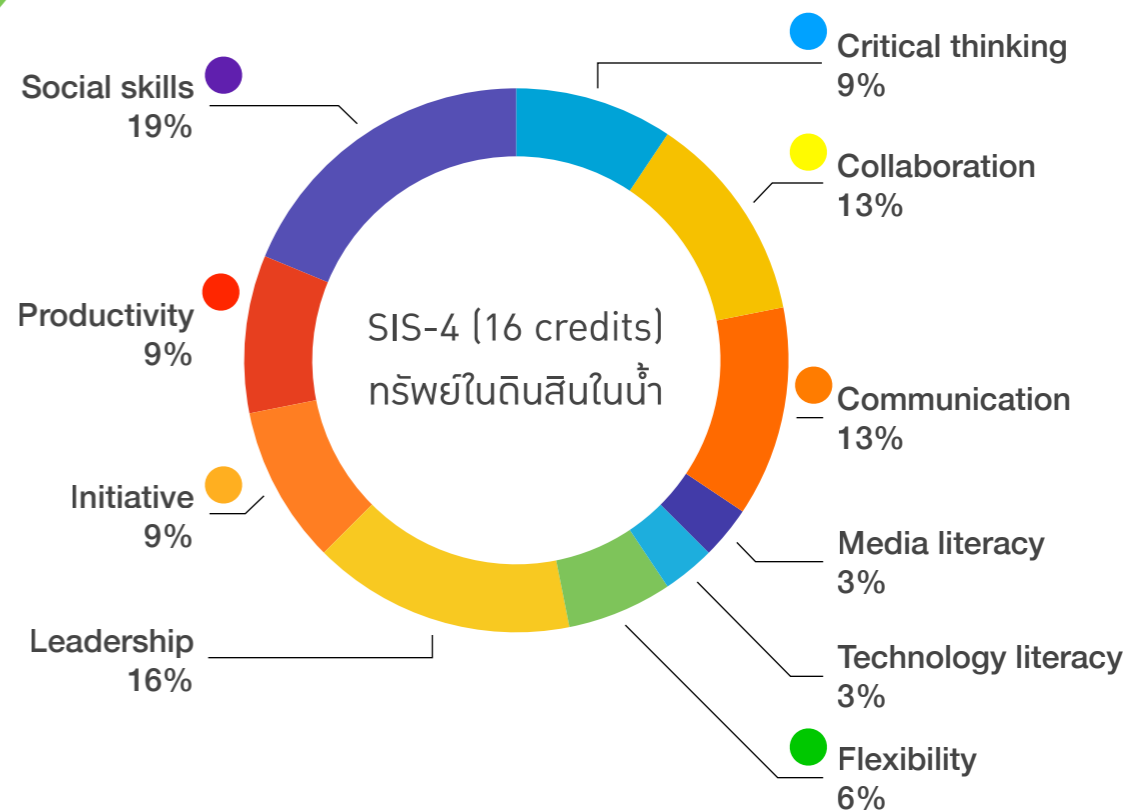 Critical thinking
9%
Collaboration
13%
Communication
13%
Media literacy
3%
Technology literacy
3%
Flexibility
6%
Leadership
16%
Initiative
9%
Productivity
9%
Social skills
19%
SIS-4 (16 credits)
ทรัพย์ในดินสินในน้ำ